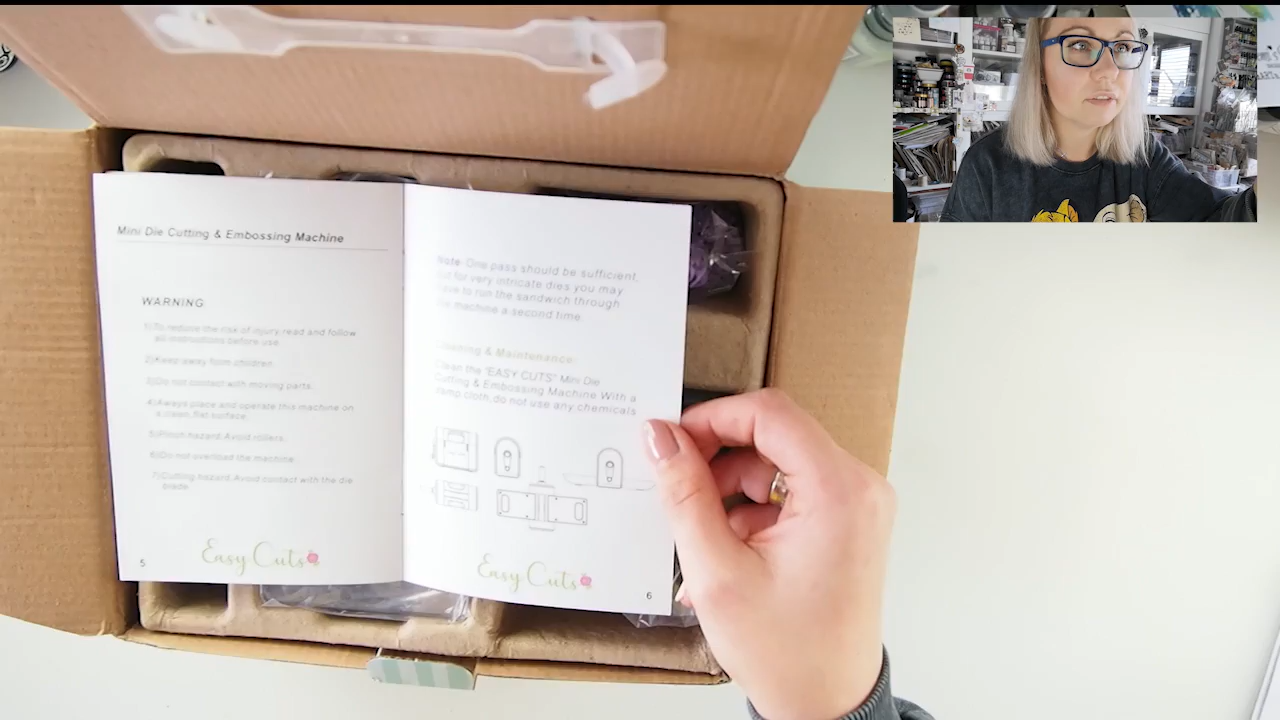 Mini Die Cutting & Embossing Machine
WARNING
1)To reduce the risk of injury read and follow
all instructions before use.
2)Keep away from children.
3)Do not contact with moving parts.
4)Always place and operate this machine on
a clean, flat surface.
5)Pinch hazard.Avoid rollers.
6)Do not overload the machine.
7)Cutting hazard.Avoid contact with the die
blade.
Easy Cuts
5
Note: One pass should be sufficient,
but for very intricate dies you may
have to run the sandwich through
the machine a second time.
Cleaning & Maintenance:
Clean the "EASY CUTS" Mini Die
Cutting & Embossing Machine With a
damp cloth,do not use any chemicals
Easy Cuts
6